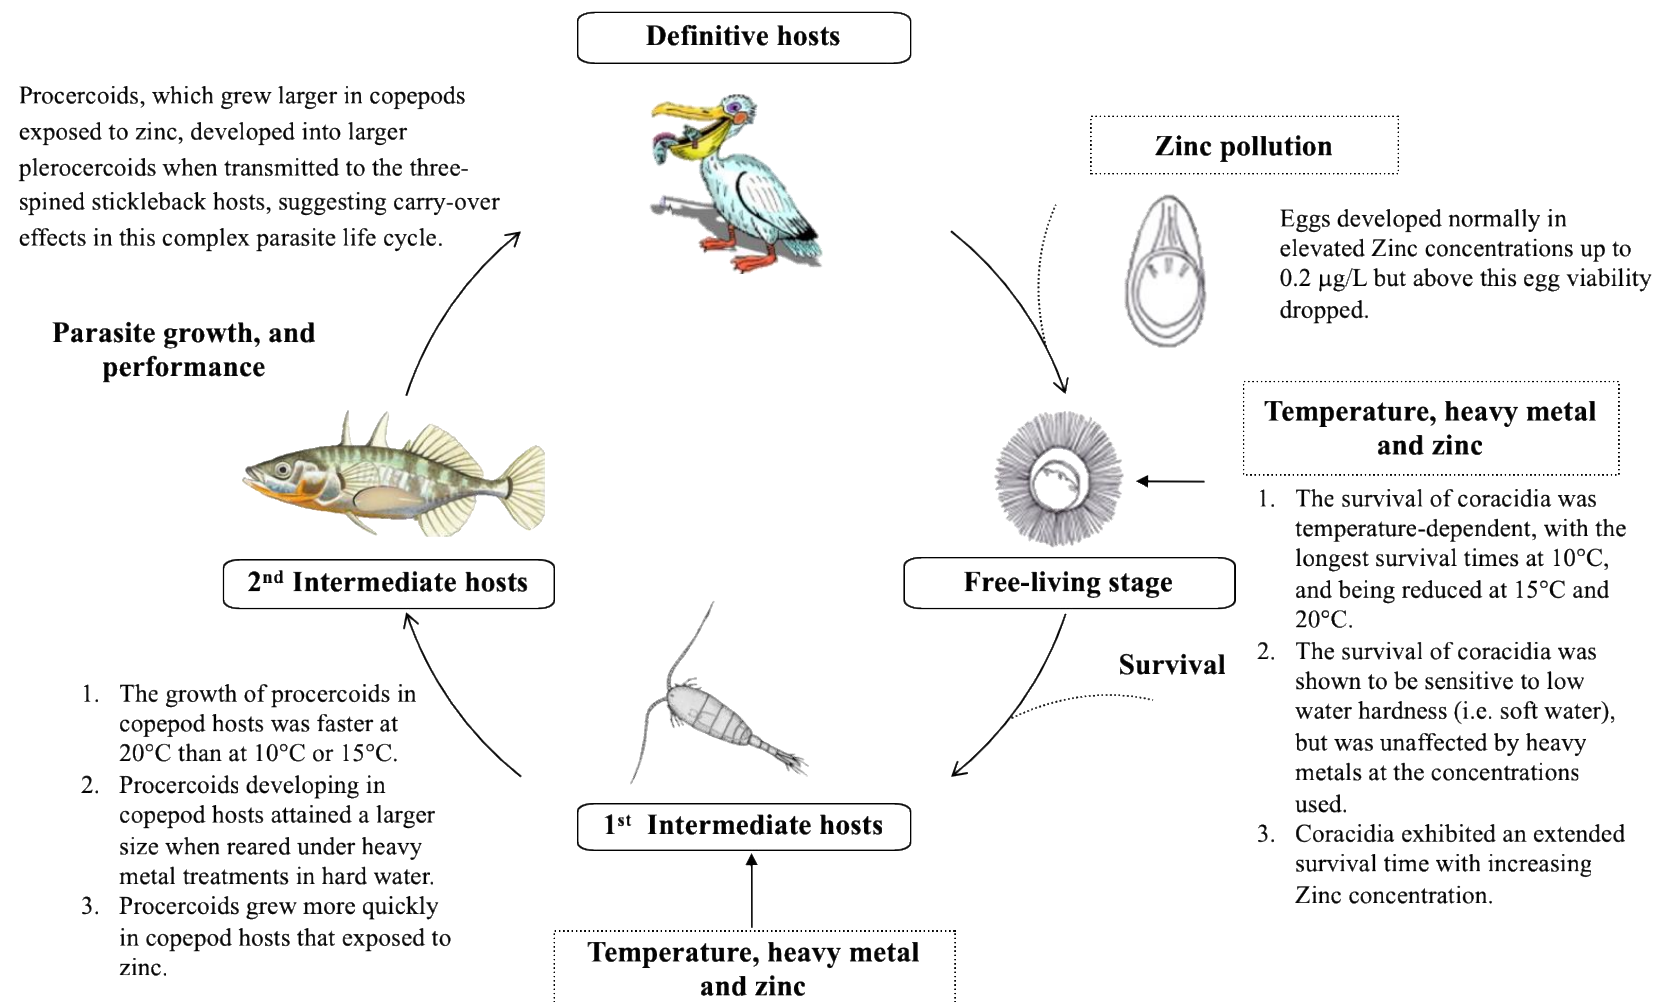 Definitive hosts
Procercoids, which grew larger in copepods
exposed to zinc, developed into larger
plerocercoids when transmitted to the three-
spined stickleback hosts, suggesting carry-over
effects in this complex parasite life cycle.
Zinc pollution
Eggs developed normally in
elevated Zinc concentrations up to
0.2 µg/L but above this egg viability
dropped.
Parasite growth, and
performance
Temperature, heavy metal
and zinc
1. The survival of coracidia was
temperature-dependent, with the
longest survival times at 10°C,
and being reduced at 15°C and
20°C.
2. The survival of coracidia was
shown to be sensitive to low
water hardness (i.e. soft water),
but was unaffected by heavy
metals at the concentrations
used.
3. Coracidia exhibited an extended
survival time with increasing
Zinc concentration.
2nd Intermediate hosts
Free-living stage
Survival
1. The growth of procercoids in
copepod hosts was faster at
20°C than at 10°C or 15°C.
2. Procercoids developing in
copepod hosts attained a larger
size when reared under heavy
metal treatments in hard water.
3. Procercoids grew more quickly
in copepod hosts that exposed to
zinc.
1st Intermediate hosts
Temperature, heavy metal
and zinc